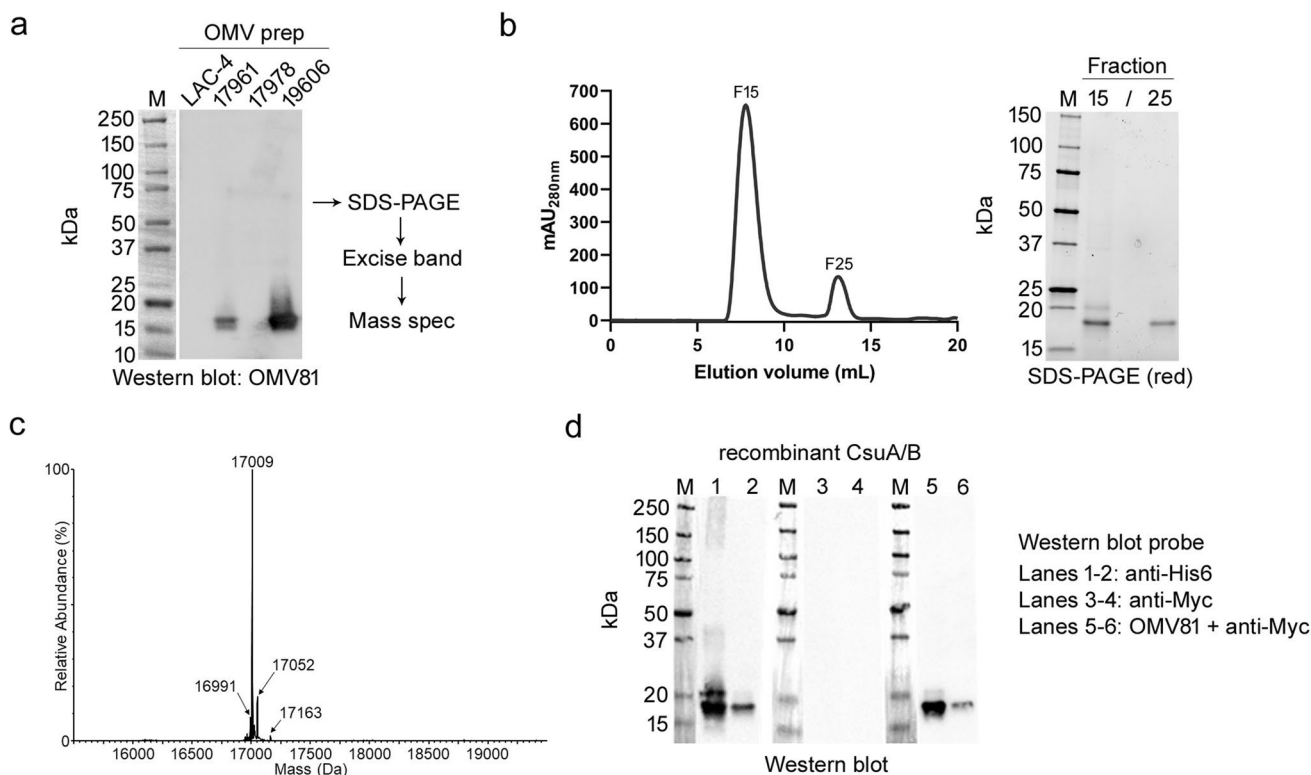 a
OMV prep
M
LAC-4
17961
17978
19606
250
150
100
75
50
37
25
20
15
10
kDa
SDS-PAGE
Excise band
Mass spec
Western blot: OMV81
b
700
600
500
400
300
200
100
0
mAU280nm
F15
F25
0 5 10 15 20
Elution volume (mL)
Fraction
M 15 / 25
150
100
75
50
37
25
20
15
kDa
SDS-PAGE (red)
c
100
0
Relative Abundance (%)
17009
17052
16991
17163
16000 16500 17000 17500 18000 18500 19000
Mass (Da)
d
recombinant CsuA/B
M 1 2 M 3 4 M 5 6
250
150
100
75
50
37
20
15
kDa
Western blot
Western blot probe
Lanes 1-2: anti-His6
Lanes 3-4: anti-Myc
Lanes 5-6: OMV81 + anti-Myc